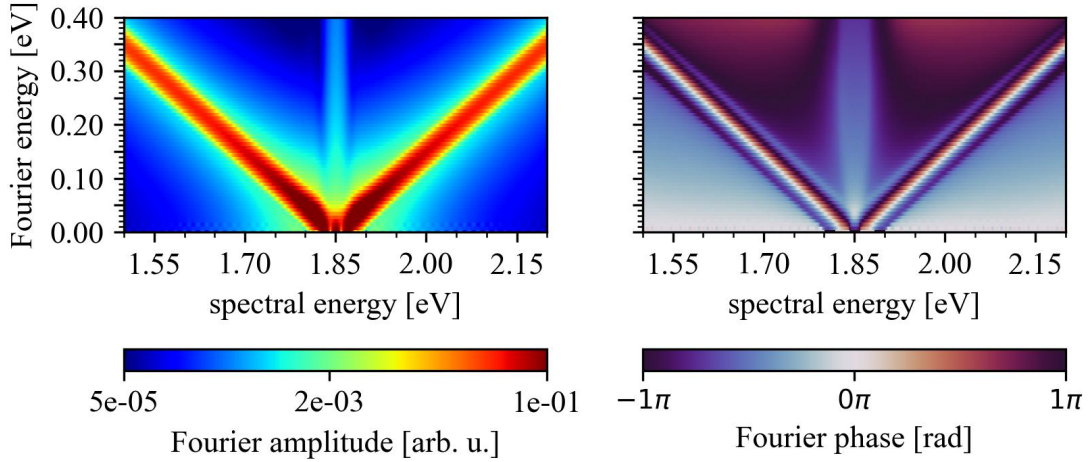 0.40
0.30
0.20
0.10
0.00
Fourier energy [eV]
1.55 1.70 1.85 2.00 2.15
1.55 1.70 1.85 2.00 2.15
spectral energy [eV]
spectral energy [eV]
5e-05 2e-03 1e-01
−1π 0π 1π
Fourier amplitude [arb. u.]
Fourier phase [rad]